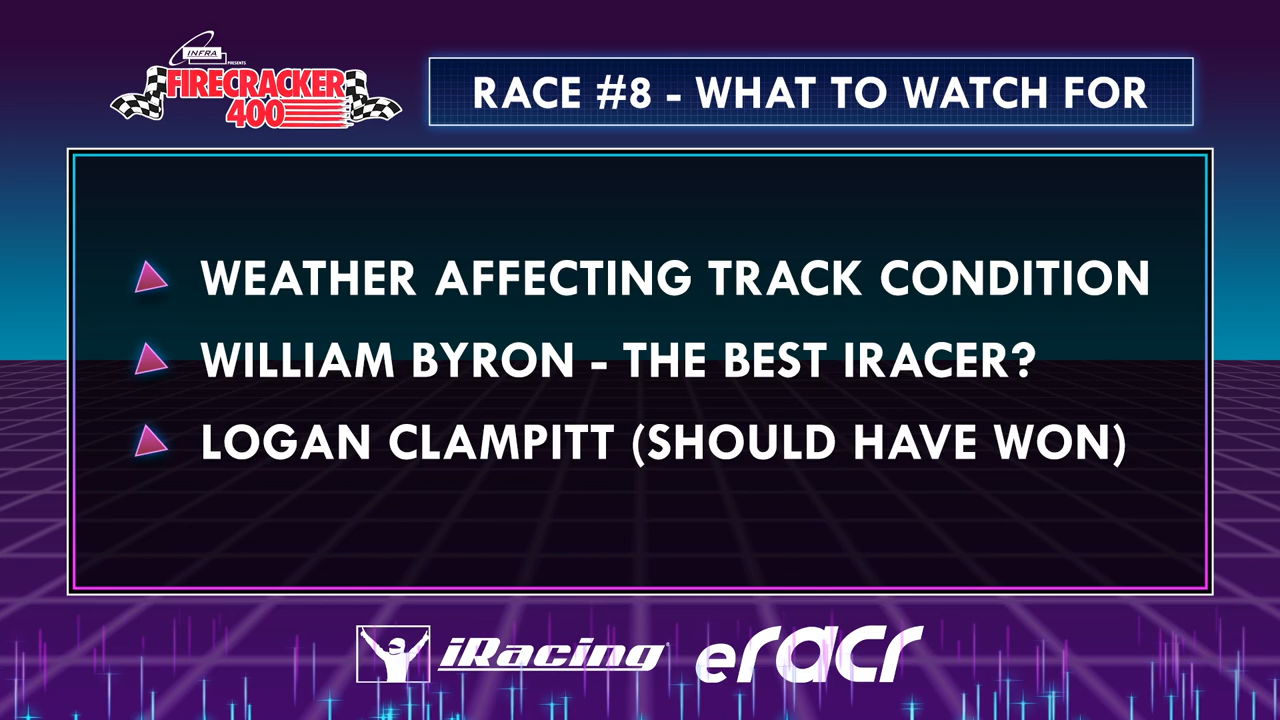 INFRA
PRESENTS
FIRECRACKER
400
RACE #8 - WHAT TO WATCH FOR
WEATHER AFFECTING TRACK CONDITION
WILLIAM BYRON - THE BEST IRACER?
LOGAN CLAMPITT (SHOULD HAVE WON)
iRacing
eracr